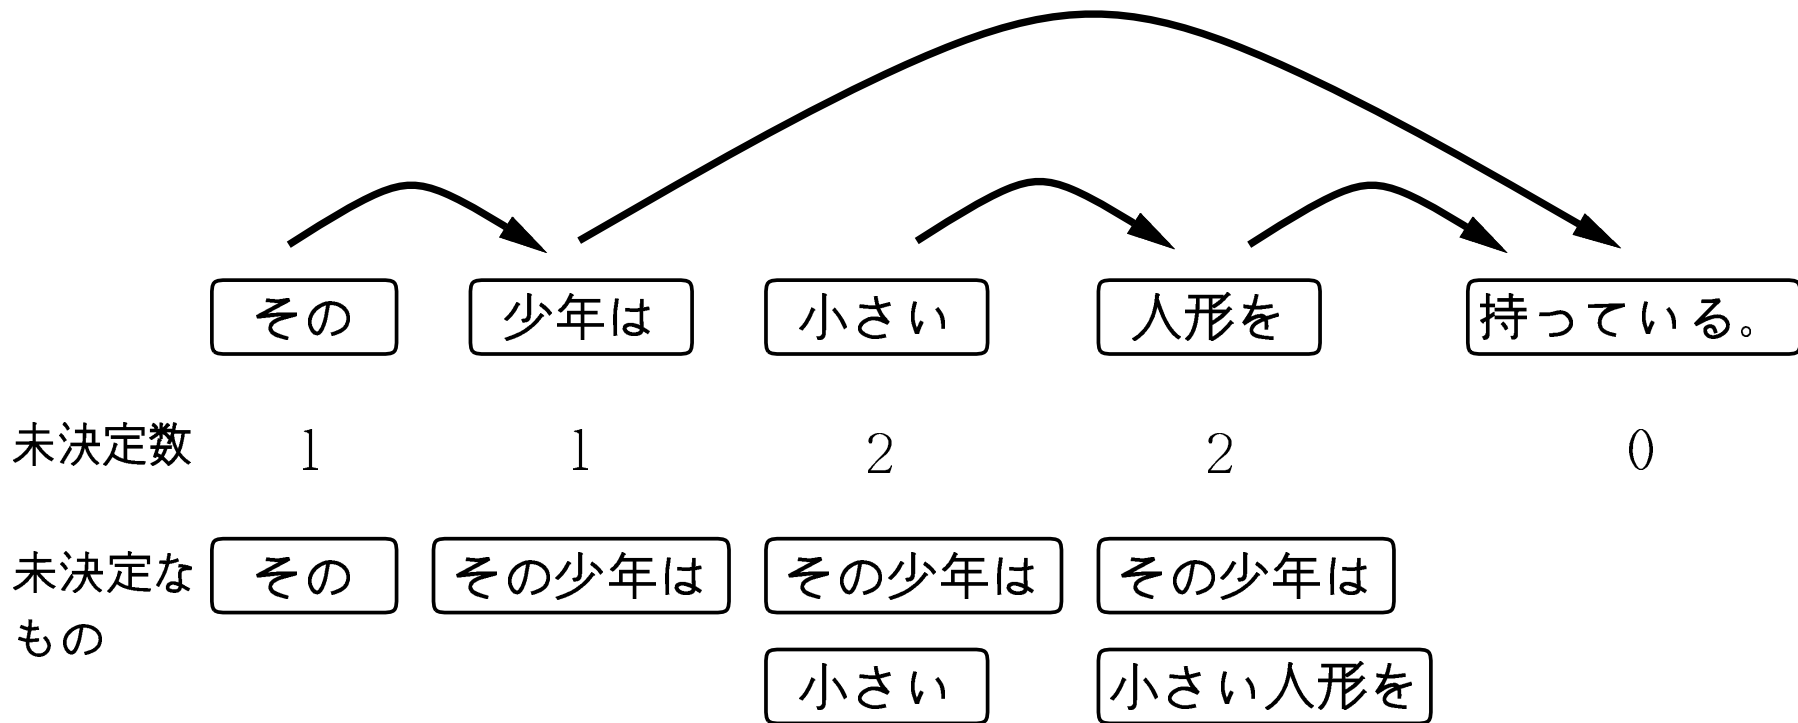 その 少年は 小さい 人形を 持っている。
未決定数 1 1 2 2 0
未決定な その その少年は その少年は その少年は
もの
小さい 小さい人形を